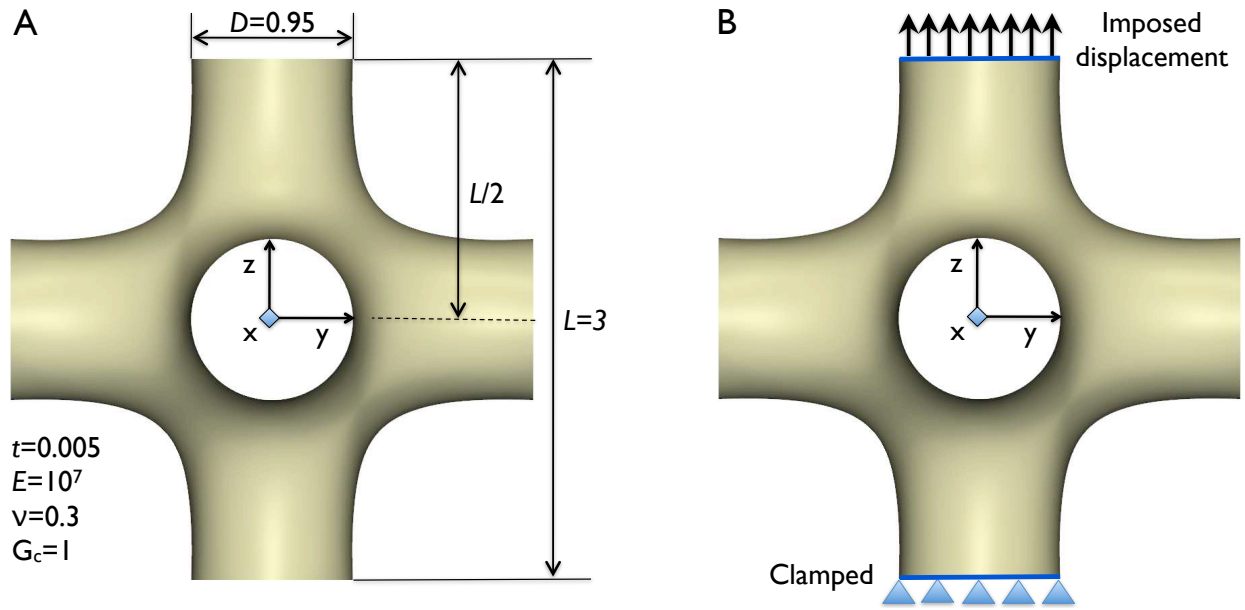 A
D=0.95
L/2
L=3
z
x
y
t=0.005
E=10⁷
ν=0.3
Gc=1
B
Imposed
displacement
z
x
y
Clamped